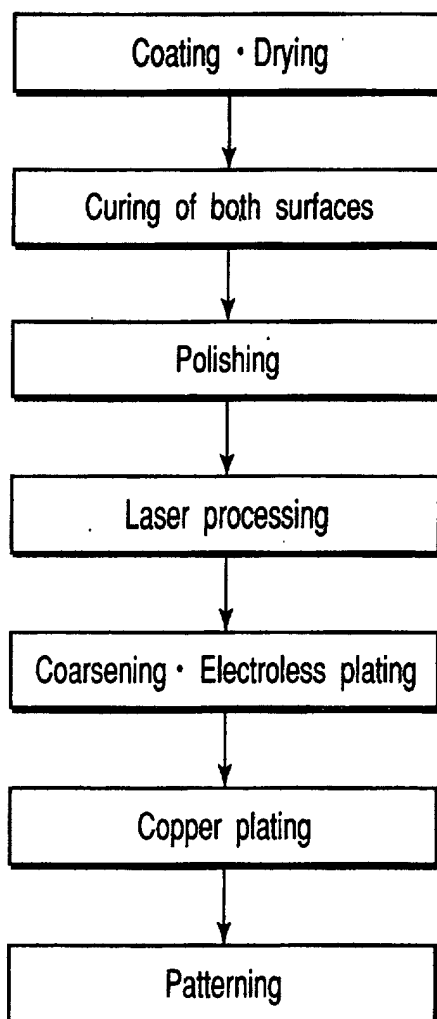 Coating · Drying
Curing of both surfaces
Polishing
Laser processing
Coarsening · Electroless plating
Copper plating
Patterning